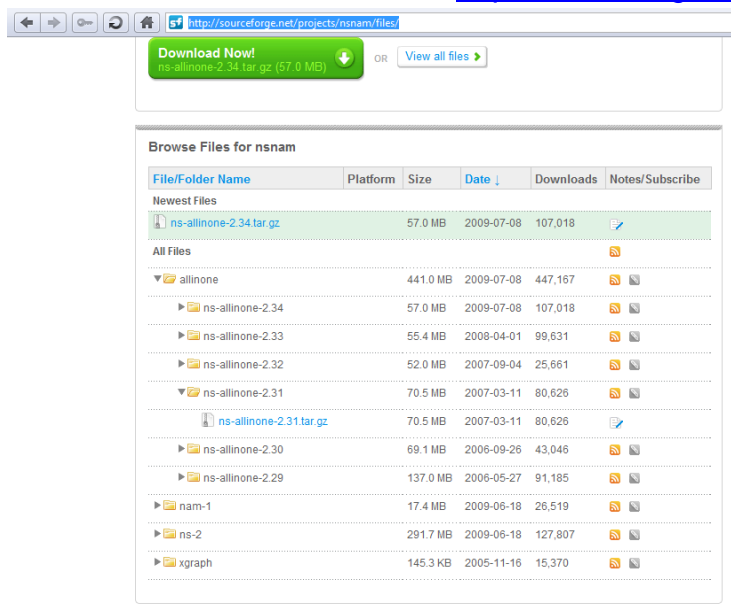 http://sourceforge.net/projects/nsnam/files/
Download Now!
ns-allinone-2.34.tar.gz (57.0 MB)
OR
View all files
Browse Files for nsnam
File/Folder Name Platform Size Date ↓ Downloads Notes/Subscribe
Newest Files
ns-allinone-2.34.tar.gz 57.0 MB 2009-07-08 107,018
All Files
allinone 441.0 MB 2009-07-08 447,167
ns-allinone-2.34 57.0 MB 2009-07-08 107,018
ns-allinone-2.33 55.4 MB 2008-04-01 99,631
ns-allinone-2.32 52.0 MB 2007-09-04 25,661
ns-allinone-2.31 70.5 MB 2007-03-11 80,626
ns-allinone-2.31.tar.gz 70.5 MB 2007-03-11 80,626
ns-allinone-2.30 69.1 MB 2006-09-26 43,046
ns-allinone-2.29 137.0 MB 2006-05-27 91,185
nam-1 17.4 MB 2009-06-18 26,519
ns-2 291.7 MB 2009-06-18 127,807
xgraph 145.3 KB 2005-11-16 15,370